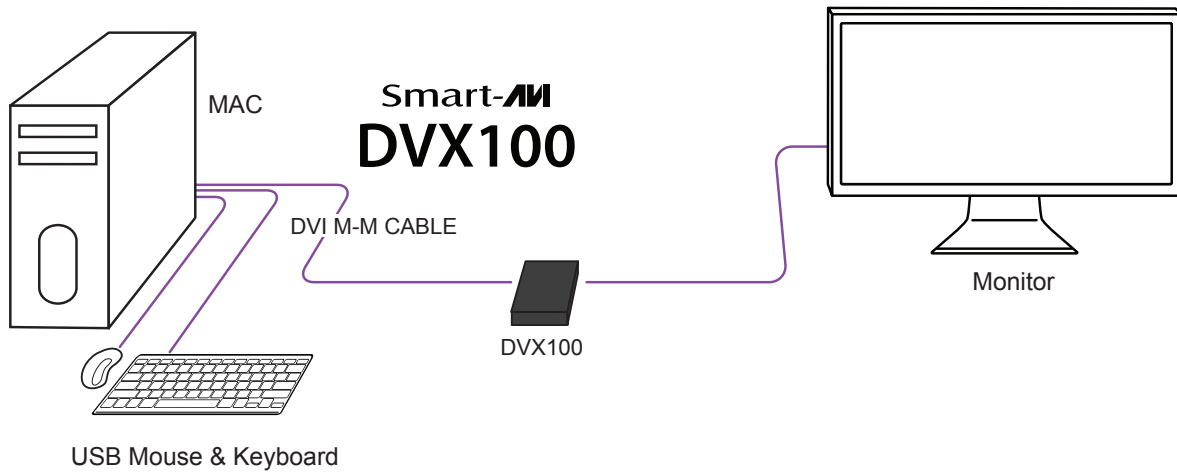 MAC
Smart-AVI
DVX100
DVI M-M CABLE
Monitor
DVX100
USB Mouse & Keyboard